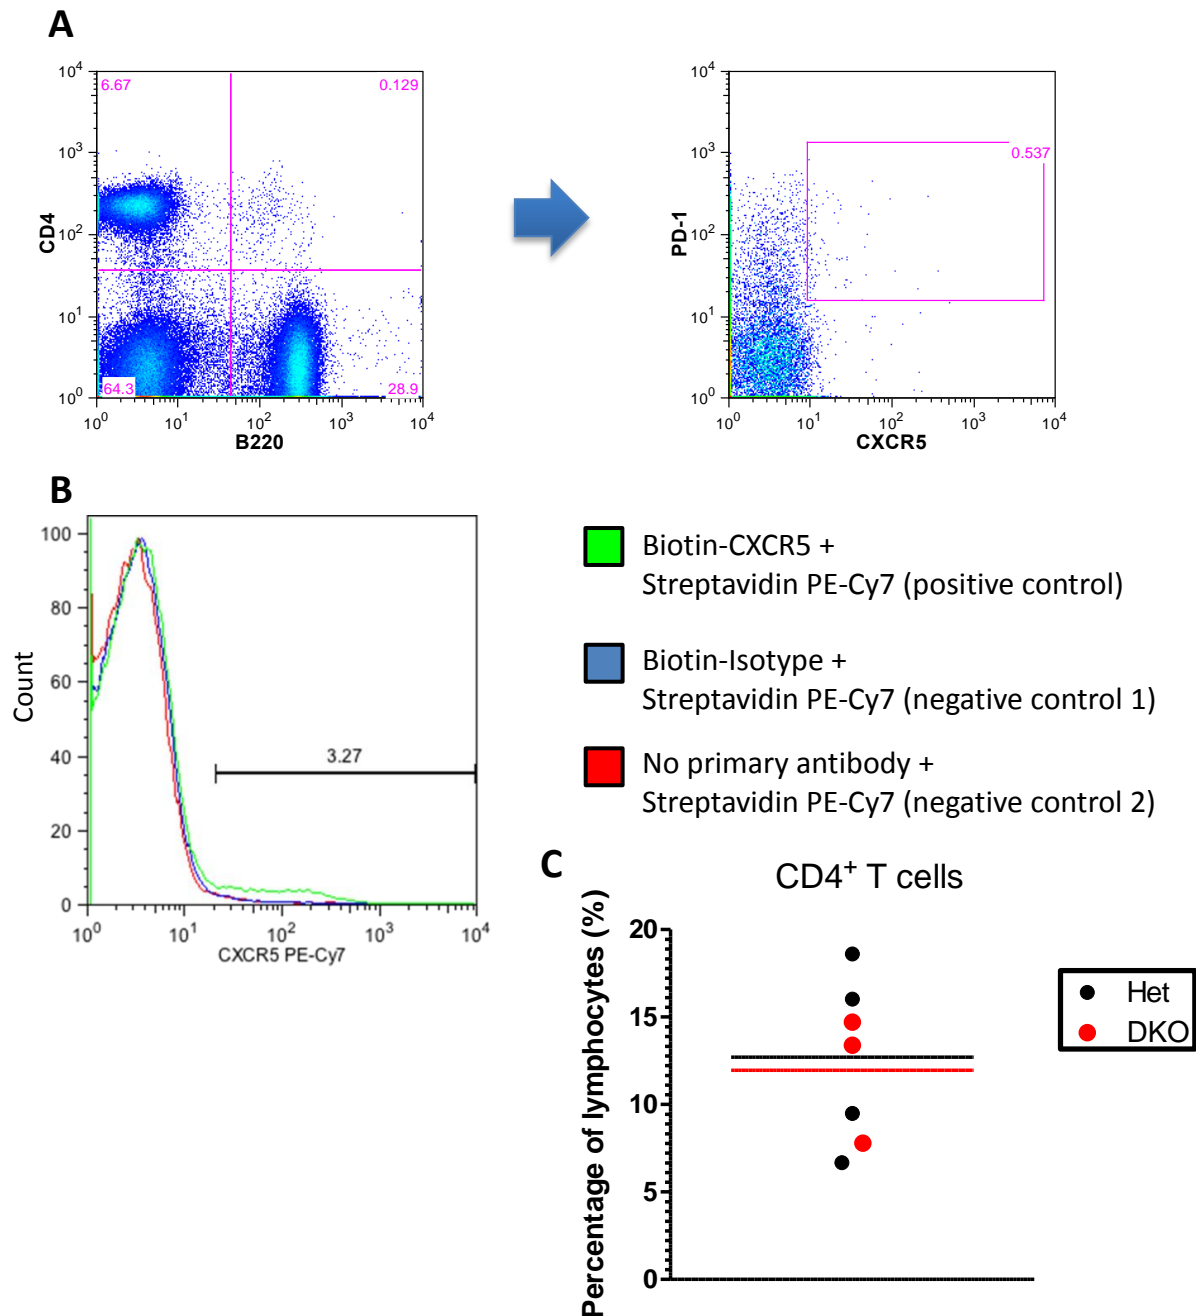 A
10^4
10^3
10^2
10^1
10^0
CD4
6.67
0.129
64.3
28.9
10^0 10^1 10^2 10^3 10^4
B220
10^4
10^3
10^2
10^1
10^0
PD-1
0.537
10^0 10^1 10^2 10^3 10^4
CXCR5
B
100
80
60
40
20
0
Count
3.27
10^0 10^1 10^2 10^3 10^4
CXCR5 PE-Cy7
Biotin-CXCR5 +
Streptavidin PE-Cy7 (positive control)
Biotin-Isotype +
Streptavidin PE-Cy7 (negative control 1)
No primary antibody +
Streptavidin PE-Cy7 (negative control 2)
C
CD4⁺ T cells
Percentage of lymphocytes (%)
20
15
10
5
0
Het
DKO